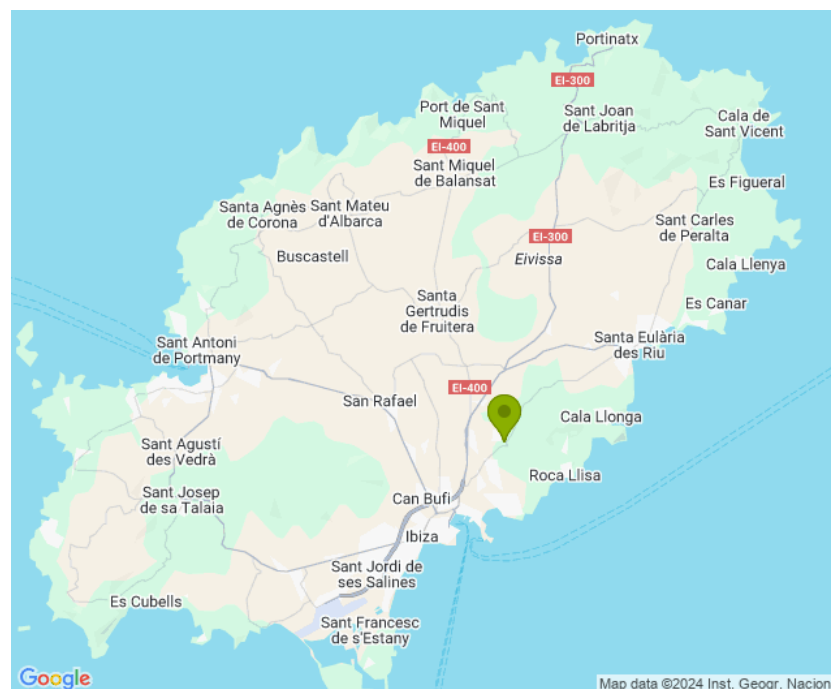 Portinatx
EI-300
Port de Sant
Miquel
Sant Joan
de Labritja
Cala de
Sant Vicent
EI-400
Sant Miquel
de Balansat
Es Figueral
Santa Agnès
de Corona
Sant Mateu
d'Albarca
Sant Carles
de Peralta
EI-300
Buscastell
Eivissa
Cala Llenya
Santa
Gertrudis
de Fruitera
Es Canar
Sant Antoni
de Portmany
Santa Eulària
des Riu
EI-400
San Rafael
Cala Llonga
Sant Agustí
des Vedrà
Roca Llisa
Sant Josep
de sa Talaia
Can Bufi
Ibiza
Sant Jordi de
ses Salines
Es Cubells
Sant Francesc
de s'Estany
Google
Map data ©2024 Inst. Geogr. Nacion